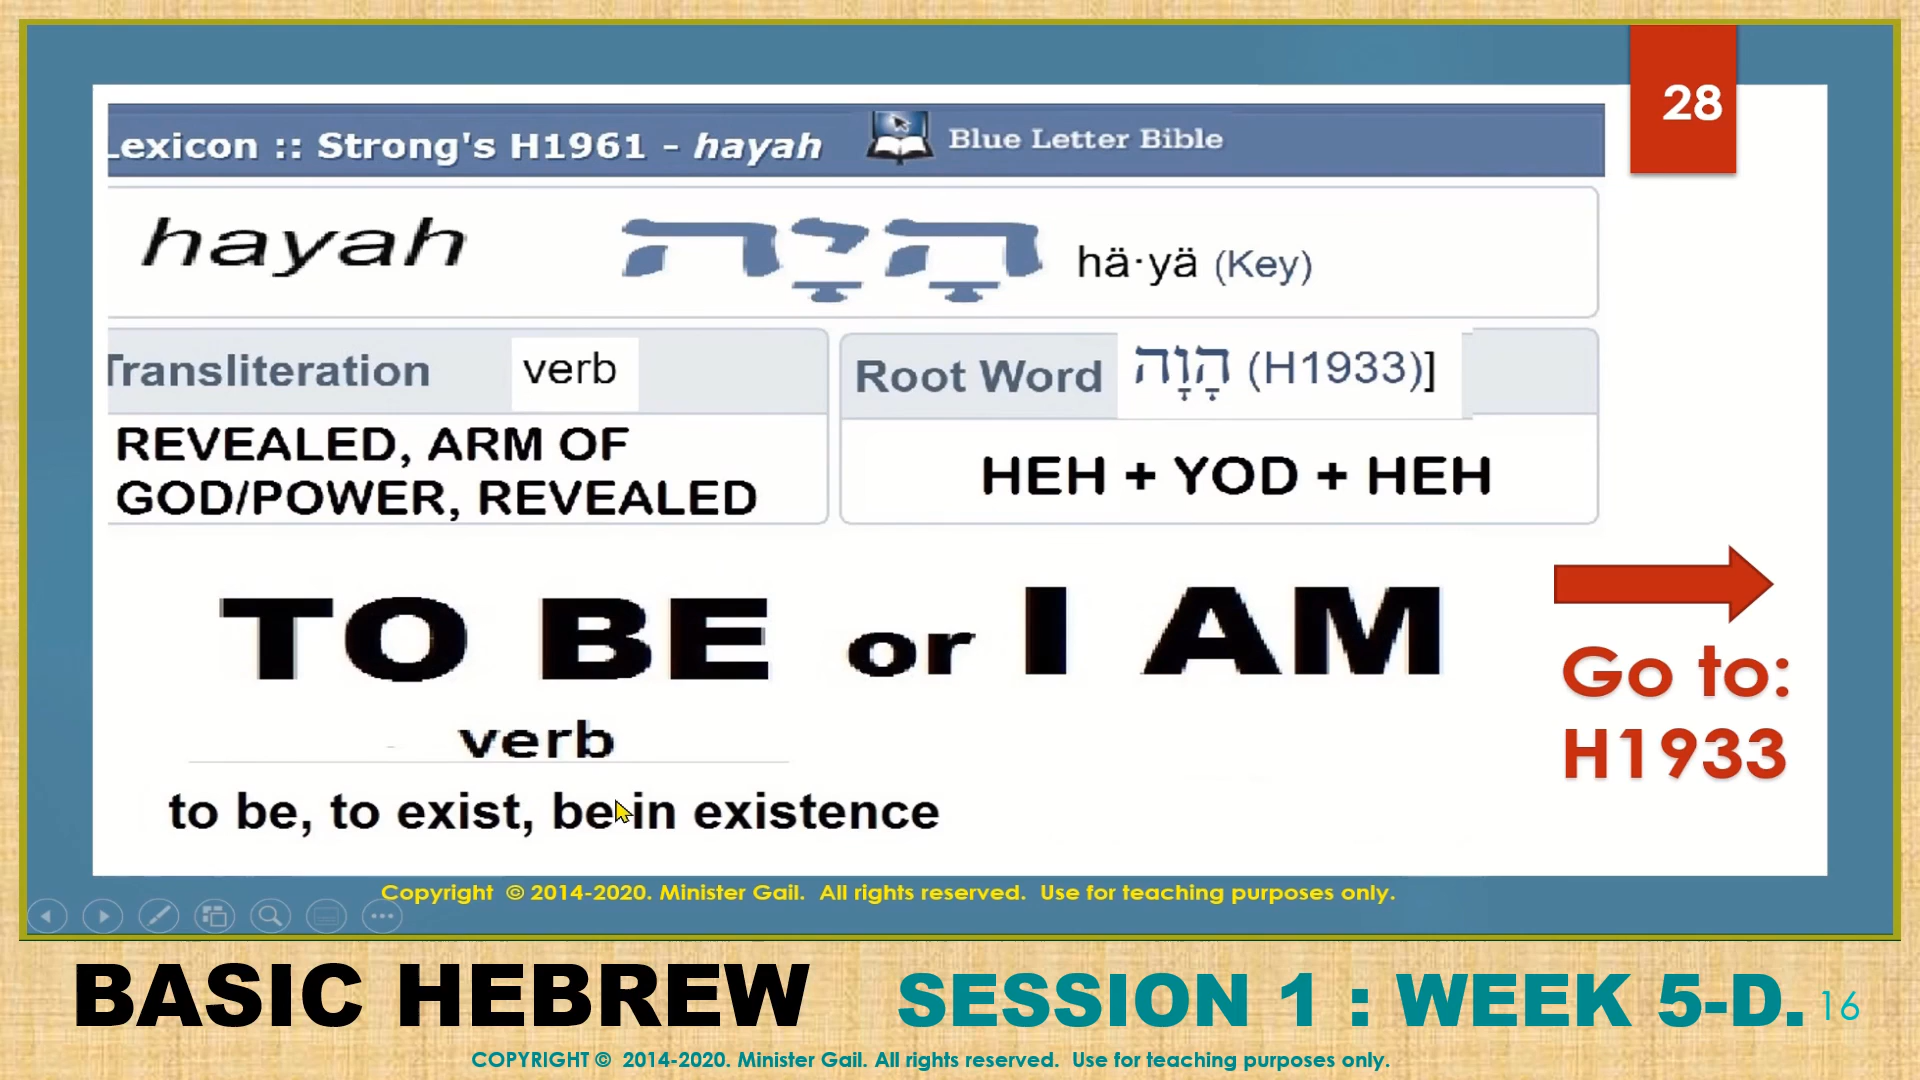 28
Lexicon :: Strong's H1961 - hayah Blue Letter Bible
hayah הָיָה hä·yä (Key)
Transliteration verb
Root Word הָוָה (H1933)]
REVEALED, ARM OF
GOD/POWER, REVEALED
HEH + YOD + HEH
TO BE or I AM
verb
to be, to exist, be in existence
Go to:
H1933
Copyright © 2014-2020. Minister Gail. All rights reserved. Use for teaching purposes only.
BASIC HEBREW SESSION 1 : WEEK 5-D. 16
COPYRIGHT © 2014-2020. Minister Gail. All rights reserved. Use for teaching purposes only.